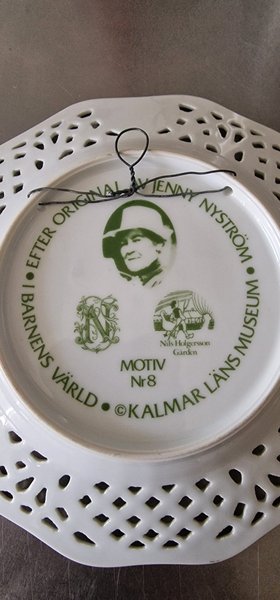 • EFTER ORIGINAL AV JENNY NYSTRÖM •
I BARNENS VÄRLD • © KALMAR LÄNS MUSEUM •
Nils Holgersson
Gården
MOTIV
Nr 8